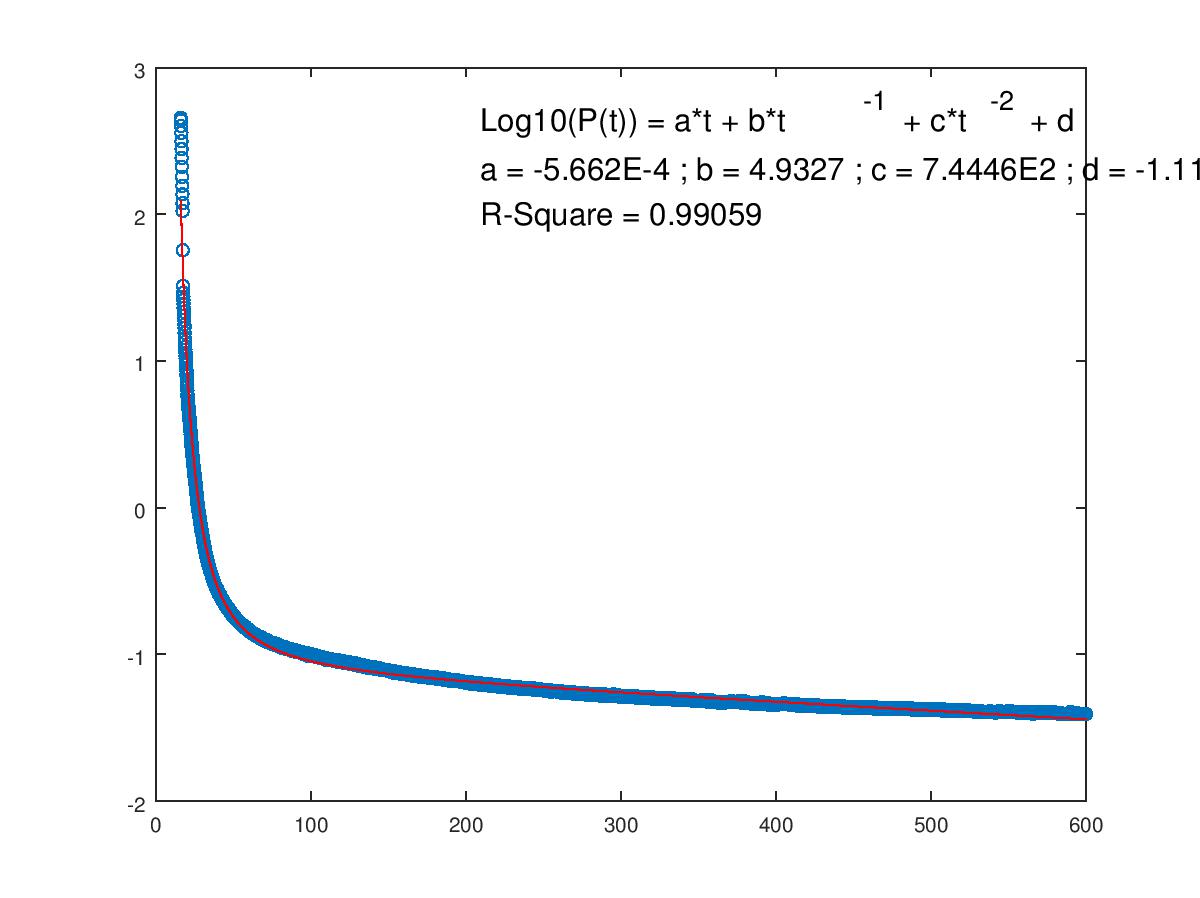 3
2
1
0
-1
-2
0 100 200 300 400 500 600
Log10(P(t)) = a*t + b*t -1 + c*t -2 + d
a = -5.662E-4 ; b = 4.9327 ; c = 7.4446E2 ; d = -1.11
R-Square = 0.99059